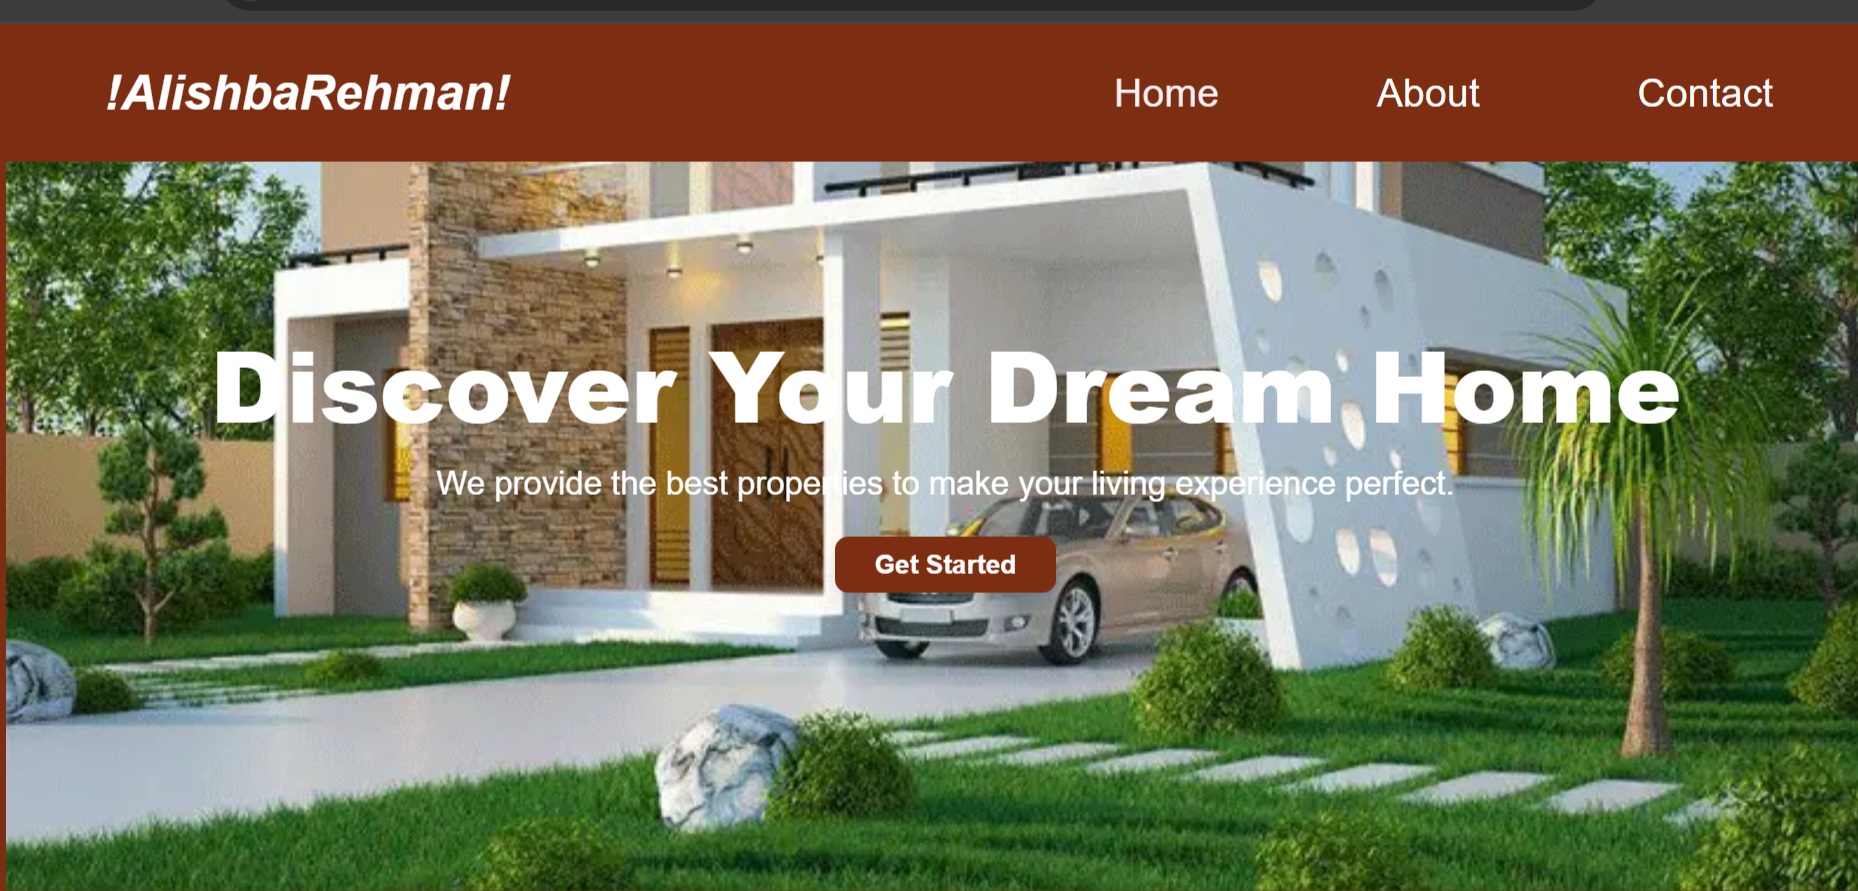 !AlishbaRehman!
Home About Contact
Discover Your Dream Home
We provide the best properties to make your living experience perfect.
Get Started